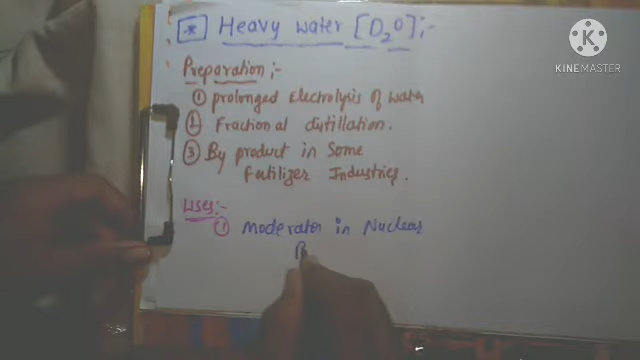 * Heavy water [D2O];-
Preparation;-
① prolonged Electrolysis of water
② Fractional distillation.
③ By product in Some
Fertilizer Industries.
Uses:-
① Moderator in Nuclear
R
KINEMASTER